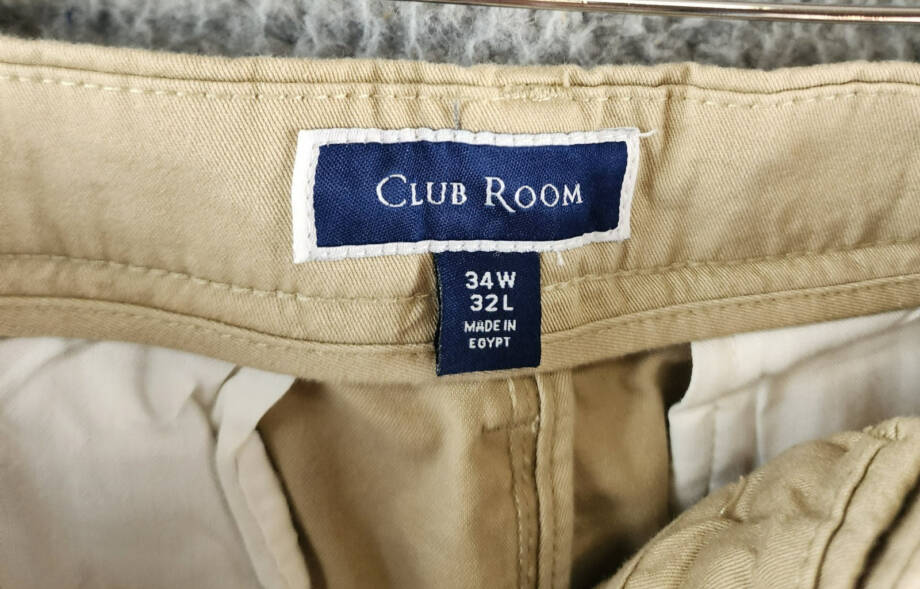 CLUB ROOM
34W
32L
MADE IN
EGYPT